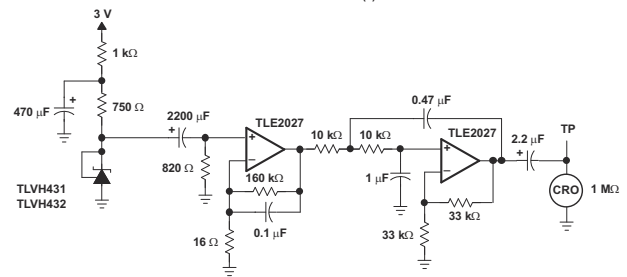 3 V
1 kΩ
470 µF
+
750 Ω
2200 µF
+
820 Ω
TLVH431
TLVH432
TLE2027
+
−
160 kΩ
0.1 µF
16 Ω
10 kΩ
10 kΩ
0.47 µF
1 µF
TLE2027
+
−
33 kΩ
33 kΩ
2.2 µF
+
TP
CRO
1 MΩ